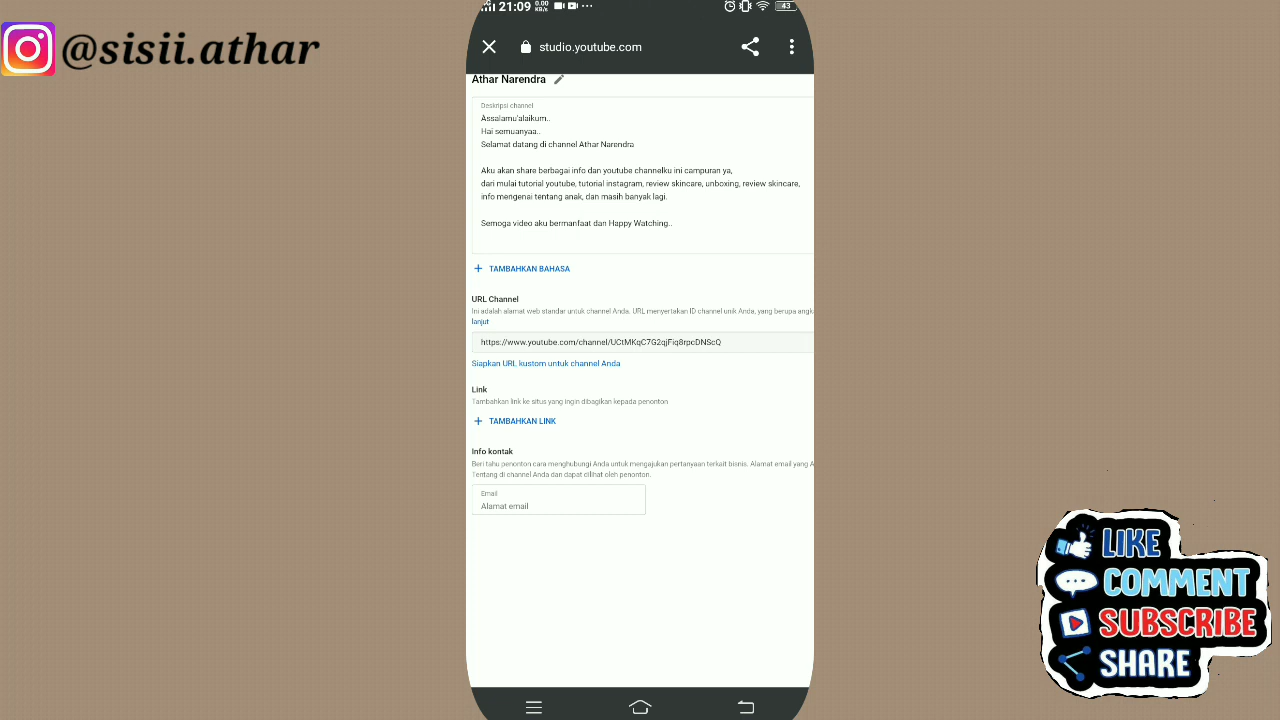 @sisii.athar
21:09 0.00 KB/s 43
studio.youtube.com
Athar Narendra
Deskripsi channel
Assalamu'alaikum..
Hai semuanyaa..
Selamat datang di channel Athar Narendra
Aku akan share berbagai info dan youtube channelku ini campuran ya,
dari mulai tutorial youtube, tutorial instagram, review skincare, unboxing, review skincare,
info mengenai tentang anak, dan masih banyak lagi.
Semoga video aku bermanfaat dan Happy Watching..
+ TAMBAHKAN BAHASA
URL Channel
Ini adalah alamat web standar untuk channel Anda. URL menyertakan ID channel unik Anda, yang berupa angk
lanjut
https://www.youtube.com/channel/UCtMKqC7G2qjFiq8rpcDNScQ
Siapkan URL kustom untuk channel Anda
Link
Tambahkan link ke situs yang ingin dibagikan kepada penonton
+ TAMBAHKAN LINK
Info kontak
Beri tahu penonton cara menghubungi Anda untuk mengajukan pertanyaan terkait bisnis. Alamat email yang A
Tentang di channel Anda dan dapat dilihat oleh penonton.
Email
Alamat email
LIKE
COMMENT
SUBSCRIBE
SHARE